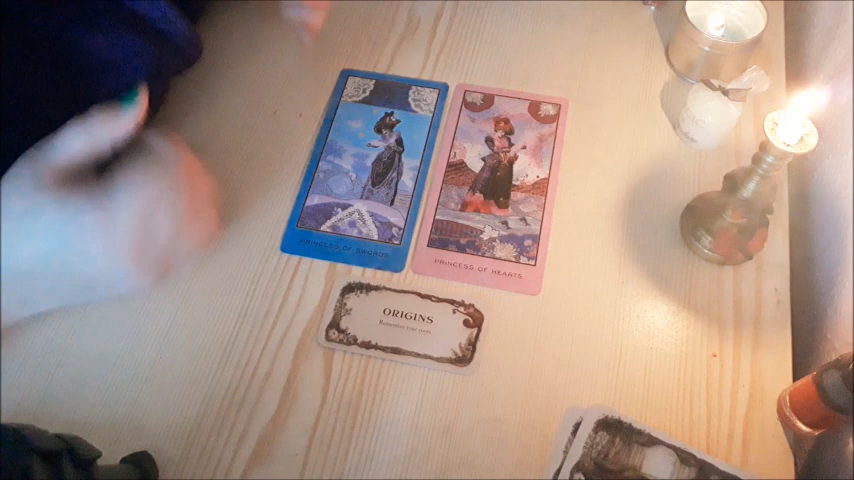 PRINCESS OF SWORDS
PRINCESS OF HEARTS
ORIGINS
Remember your roots